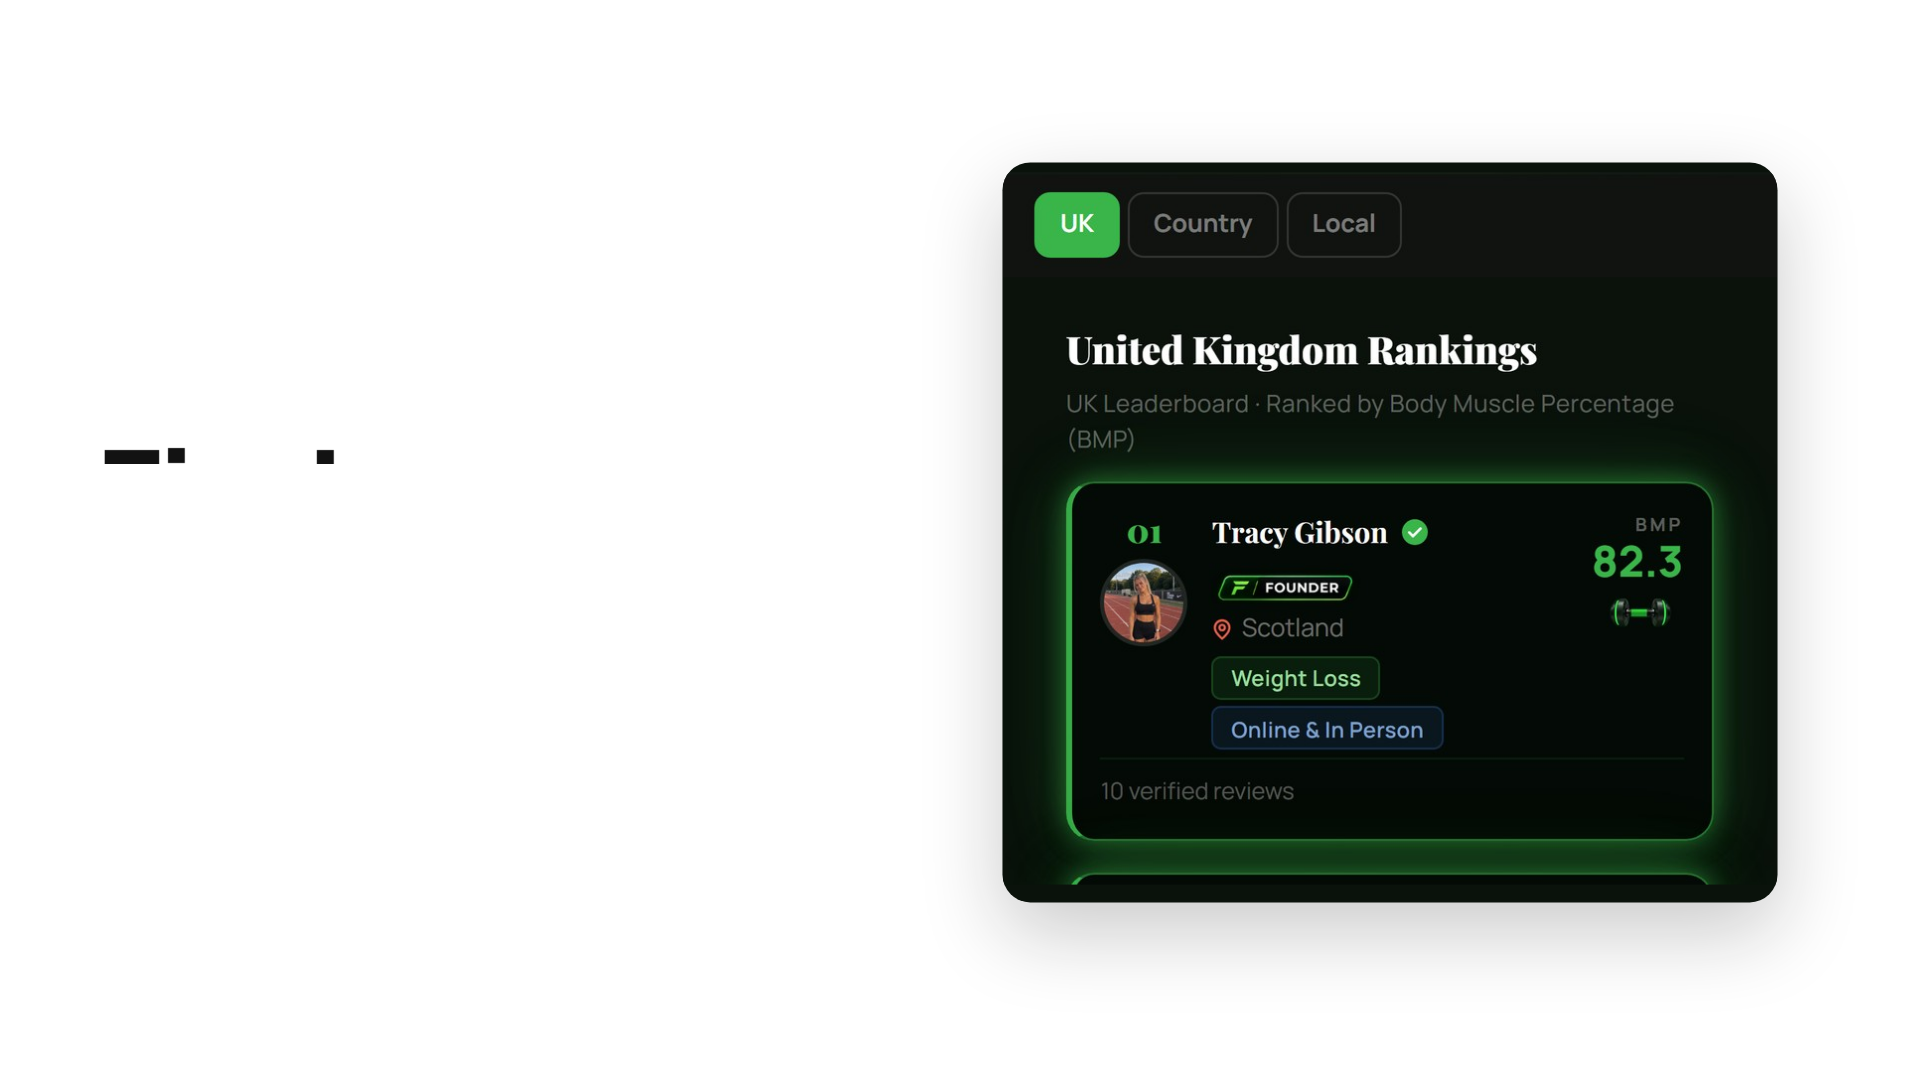 UK Country Local
United Kingdom Rankings
UK Leaderboard · Ranked by Body Muscle Percentage
(BMP)
01
Tracy Gibson
BMP
82.3
FOUNDER
Scotland
Weight Loss
Online & In Person
10 verified reviews